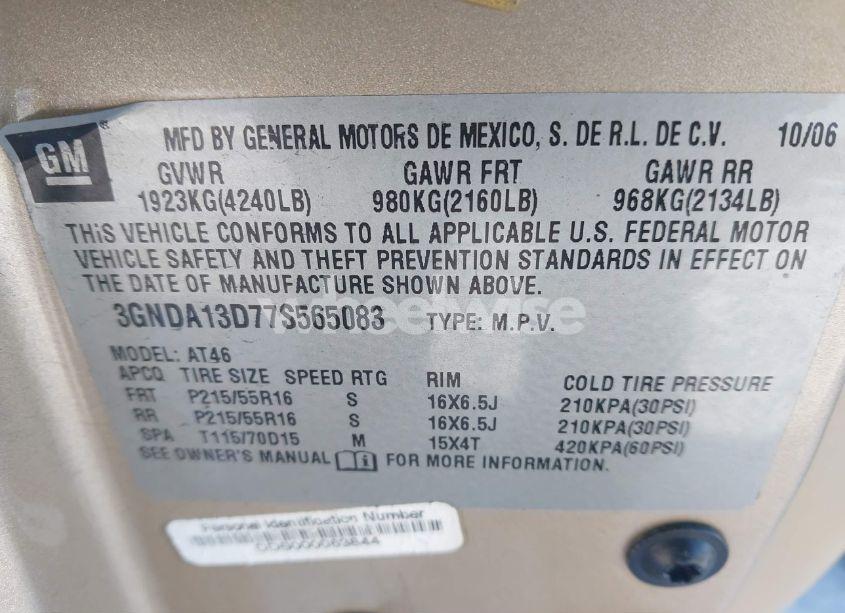 GM
MFD BY GENERAL MOTORS DE MEXICO, S. DE R.L. DE C.V. 10/06
GVWR GAWR FRT GAWR RR
1923KG(4240LB) 980KG(2160LB) 968KG(2134LB)
THiS VEHICLE CONFORMS TO ALL APPLICABLE U.S. FEDERAL MOTOR
VEHICLE SAFETY AND THEFT PREVENTION STANDARDS IN EFFECT ON
THE DATE OF MANUFACTURE SHOWN ABOVE.
wheelwise
3GNDA13D77S565083 TYPE: M.P.V.
MODEL: AT46
APCQ TIRE SIZE SPEED RTG RIM COLD TIRE PRESSURE
FRT P215/55R16 S 16X6.5J 210KPA(30PSI)
RR P215/55R16 S 16X6.5J 210KPA(30PSI)
SPA T115/70D15 M 15X4T 420KPA(60PSI)
SEE OWNER'S MANUAL FOR MORE INFORMATION.
Personal Identification Number